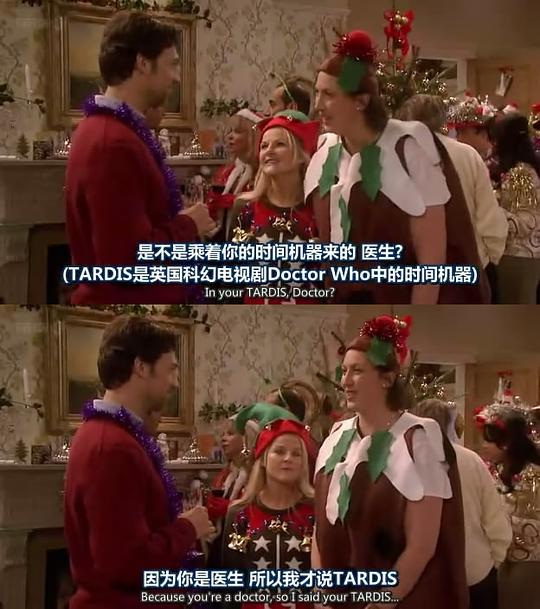 是不是乘着你的时间机器来的 医生?
(TARDIS是英国科幻电视剧Doctor Who中的时间机器)
In your TARDIS, Doctor?
因为你是医生 所以我才说TARDIS
Because you're a doctor, so I said your TARDIS...